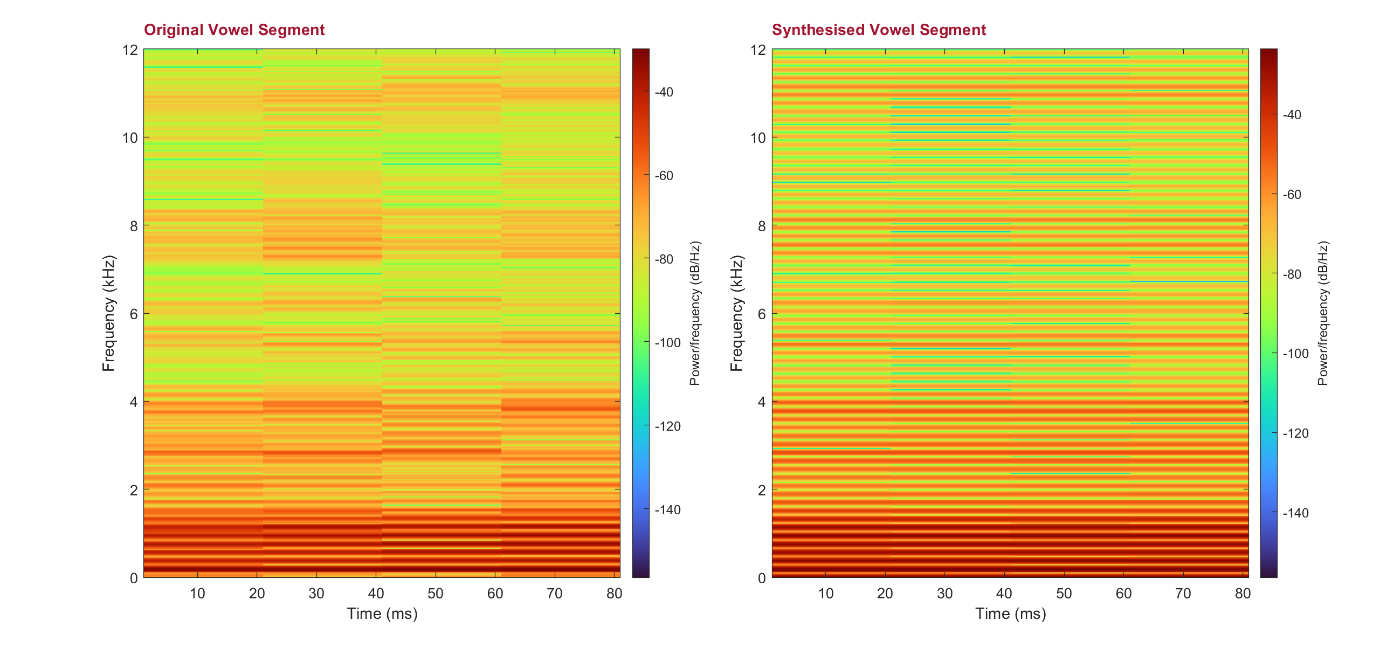 Original Vowel Segment
12
10
8
6
4
2
0
Frequency (kHz)
10 20 30 40 50 60 70 80
Time (ms)
-40
-60
-80
-100
-120
-140
Power/frequency (dB/Hz)
Synthesised Vowel Segment
12
10
8
6
4
2
0
Frequency (kHz)
10 20 30 40 50 60 70 80
Time (ms)
-40
-60
-80
-100
-120
-140
Power/frequency (dB/Hz)